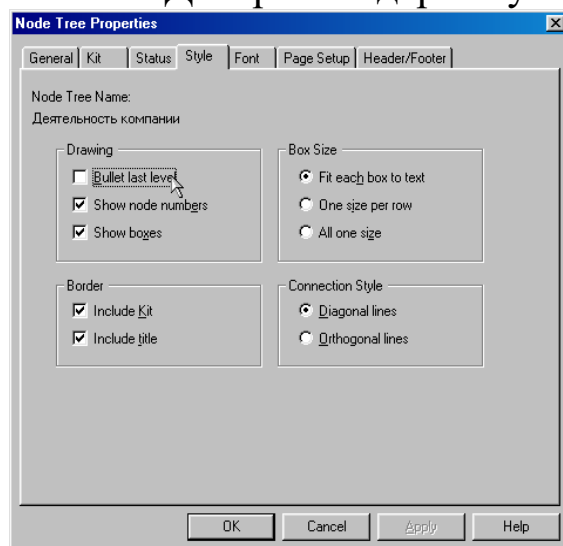 Node Tree Properties
General Kit Status Style Font Page Setup Header/Footer
Node Tree Name:
Деятельность компании
Drawing
Bullet last level
Show node numbers
Show boxes
Box Size
Fit each box to text
One size per row
All one size
Border
Include Kit
Include title
Connection Style
Diagonal lines
Orthogonal lines
OK Cancel Apply Help